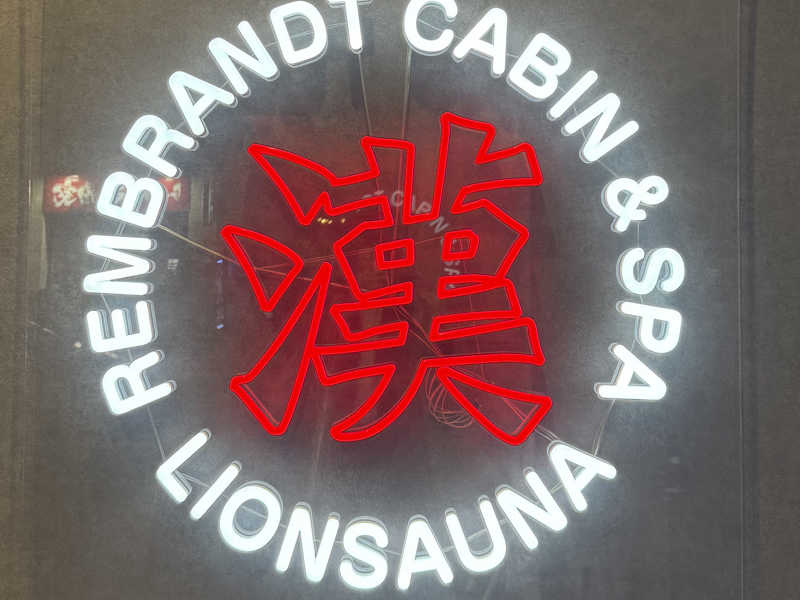 REMBRANDT CABIN & SPA
漢
LIONSAUNA